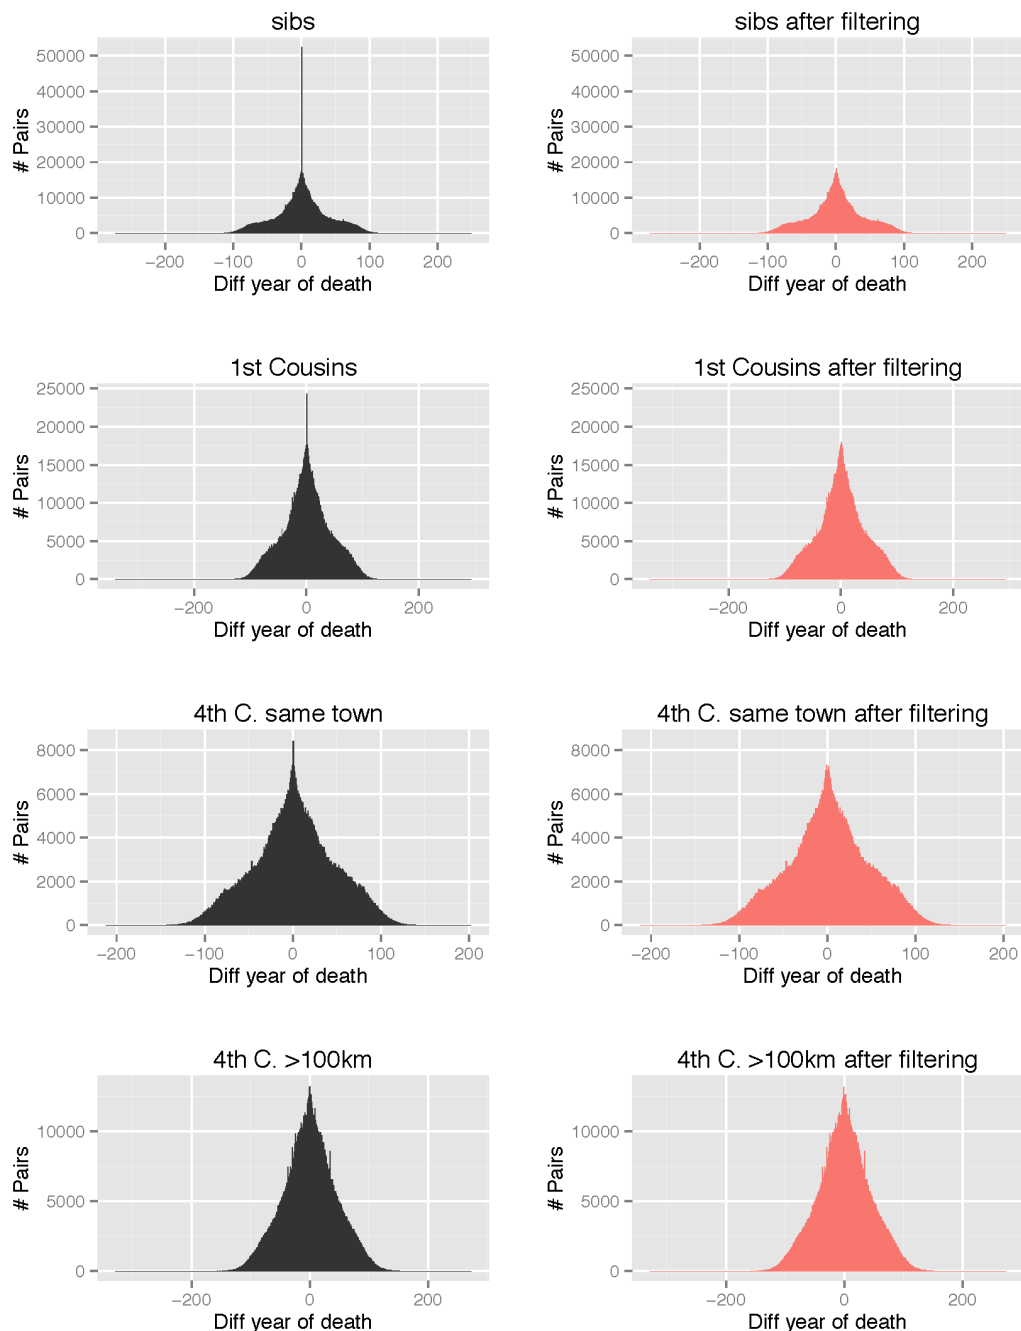 sibs
sibs after filtering
# Pairs
50000
40000
30000
20000
10000
0
−200 −100 0 100 200
Diff year of death
# Pairs
50000
40000
30000
20000
10000
0
−200 −100 0 100 200
Diff year of death
1st Cousins
1st Cousins after filtering
# Pairs
25000
20000
15000
10000
5000
0
−200 0 200
Diff year of death
# Pairs
25000
20000
15000
10000
5000
0
−200 0 200
Diff year of death
4th C. same town
4th C. same town after filtering
# Pairs
8000
6000
4000
2000
0
−200 −100 0 100 200
Diff year of death
# Pairs
8000
6000
4000
2000
0
−200 −100 0 100 200
Diff year of death
4th C. >100km
4th C. >100km after filtering
# Pairs
10000
5000
0
−200 0 200
Diff year of death
# Pairs
10000
5000
0
−200 0 200
Diff year of death